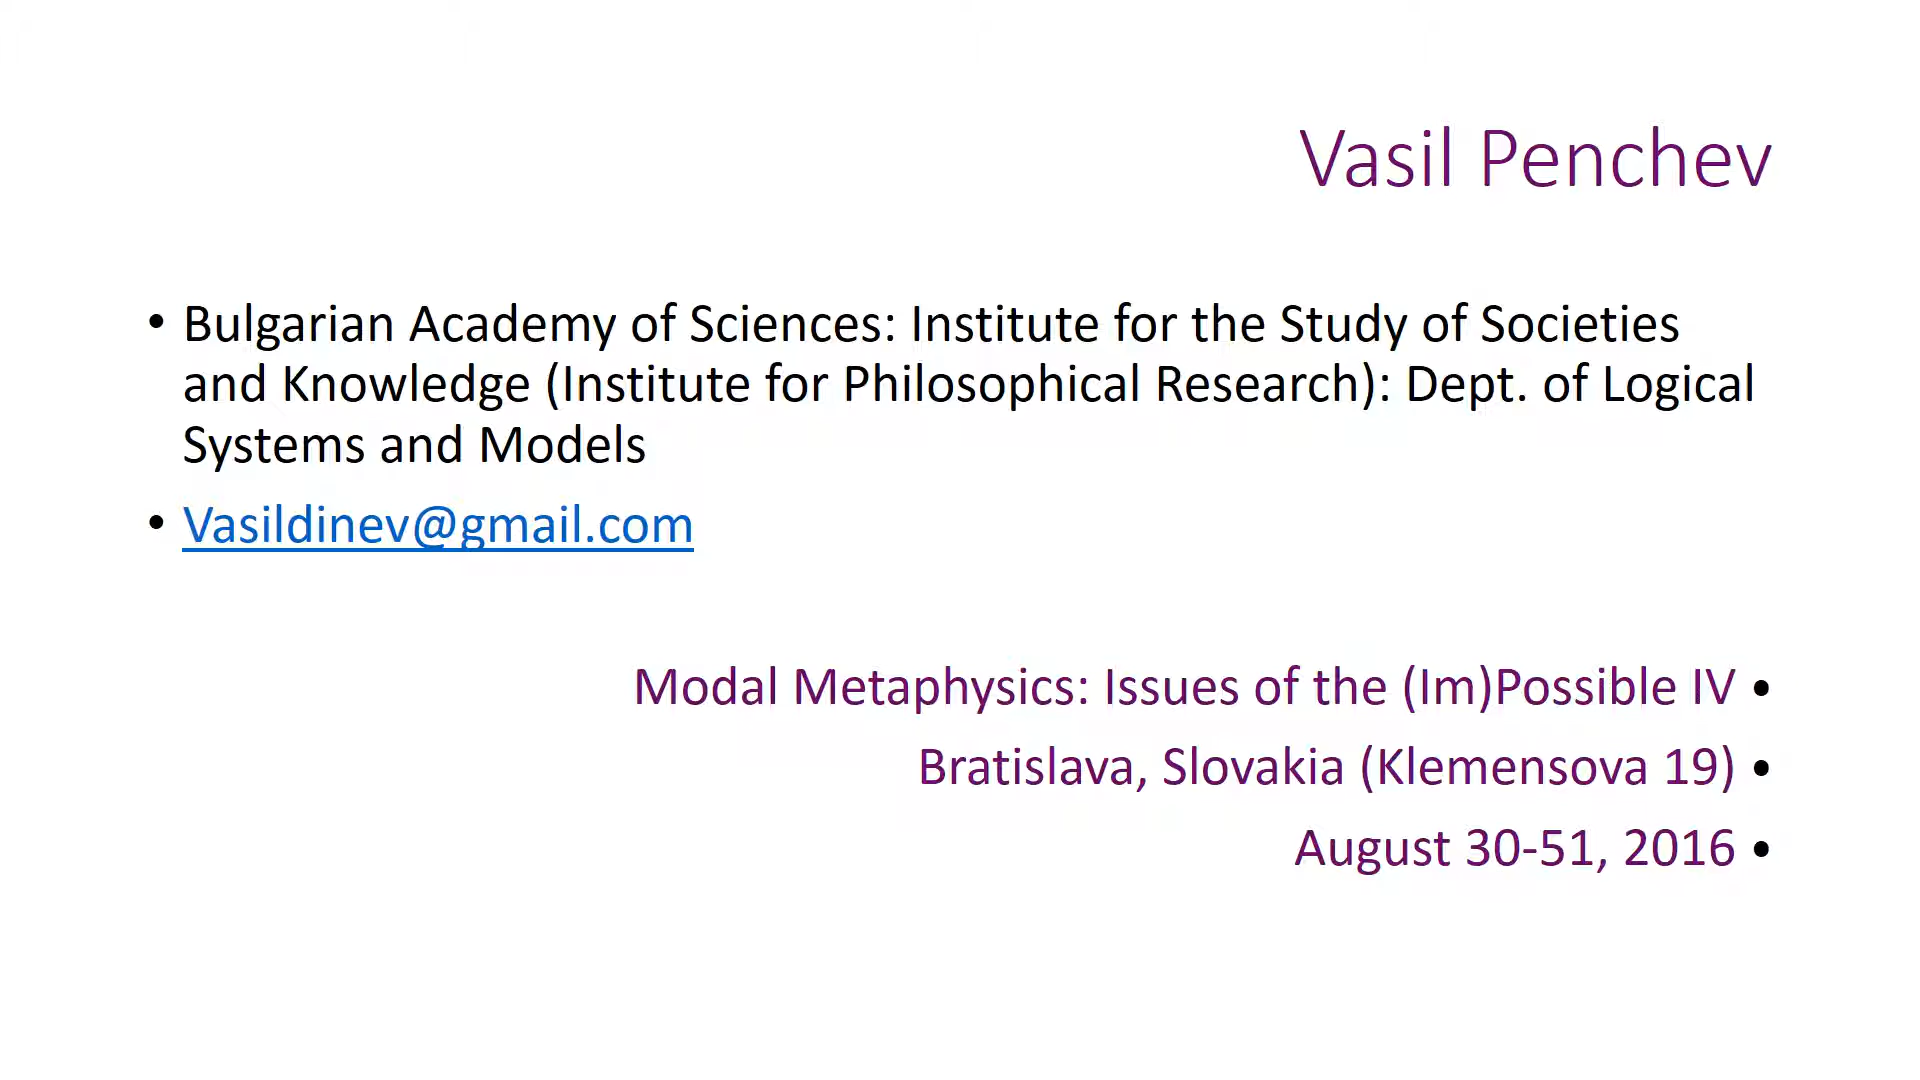 Vasil Penchev
• Bulgarian Academy of Sciences: Institute for the Study of Societies
and Knowledge (Institute for Philosophical Research): Dept. of Logical
Systems and Models
• Vasildinev@gmail.com
Modal Metaphysics: Issues of the (Im)Possible IV •
Bratislava, Slovakia (Klemensova 19) •
August 30-51, 2016 •